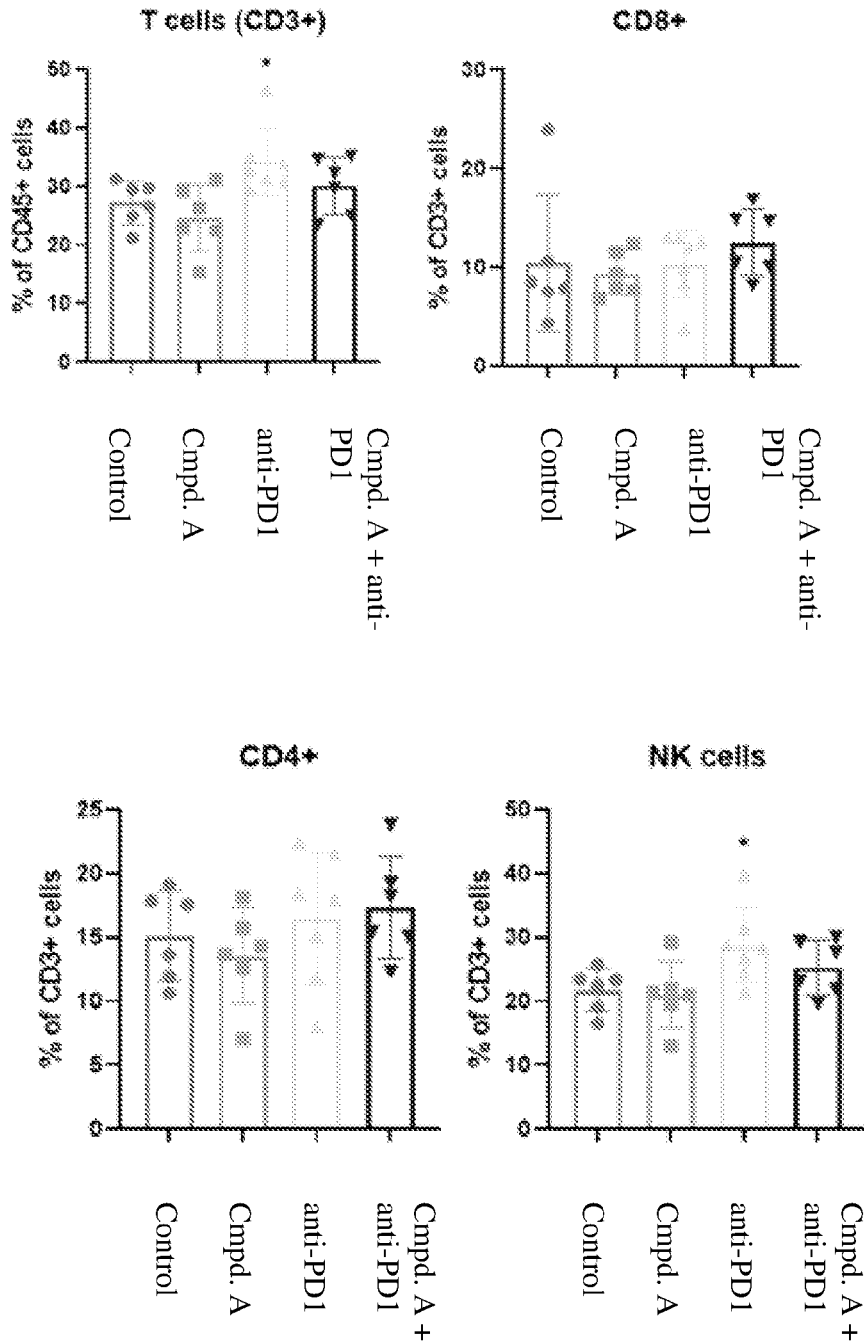 T cells (CD3+)
% of CD45+ cells
50
40
30
20
10
0
*
Control
Cmpd. A
anti-PD1
Cmpd. A + anti-
PD1
CD8+
% of CD3+ cells
30
20
10
0
Control
Cmpd. A
anti-PD1
Cmpd. A + anti-
PD1
CD4+
% of CD3+ cells
25
20
15
10
5
0
Control
Cmpd. A
anti-PD1
Cmpd. A +
anti-PD1
NK cells
% of CD3+ cells
50
40
30
20
10
0
*
Control
Cmpd. A
anti-PD1
Cmpd. A +
anti-PD1